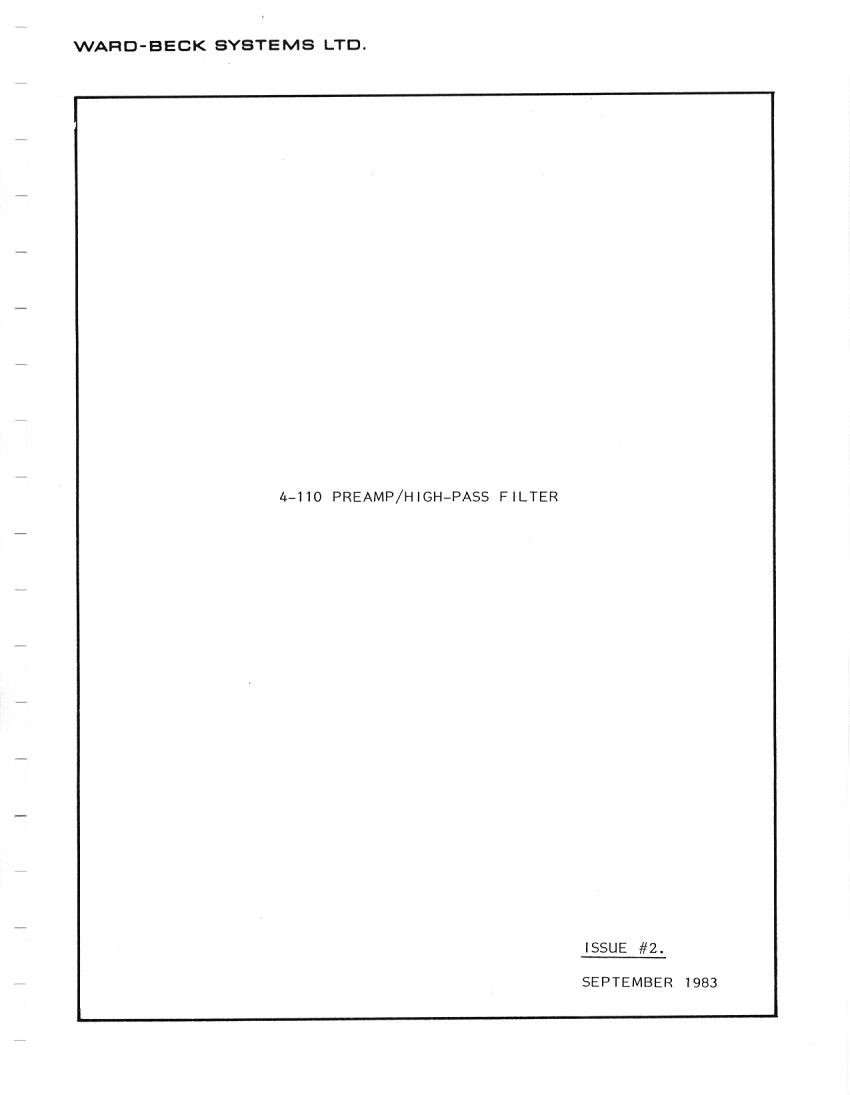 WARD-BECK SYSTEMS LTD.
4-110 PREAMP/HIGH-PASS FILTER
ISSUE #2.
SEPTEMBER 1983